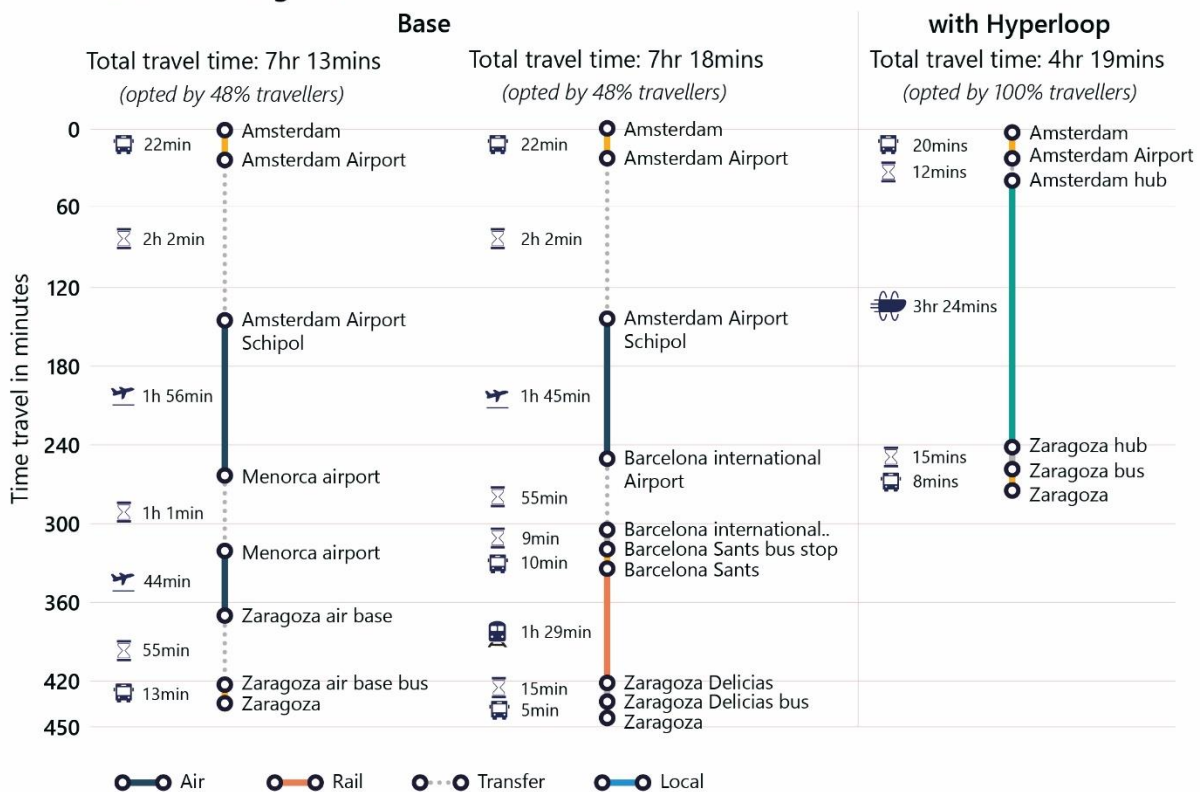 Base
with Hyperloop
Total travel time: 7hr 13mins
(opted by 48% travellers)
Total travel time: 7hr 18mins
(opted by 48% travellers)
Total travel time: 4hr 19mins
(opted by 100% travellers)
Time travel in minutes
0
60
120
180
240
300
360
420
450
22min
2h 2min
1h 56min
1h 1min
44min
55min
13min
Amsterdam
Amsterdam Airport
Amsterdam Airport
Schipol
Menorca airport
Menorca airport
Zaragoza air base
Zaragoza air base bus
Zaragoza
22min
2h 2min
1h 45min
55min
9min
10min
1h 29min
15min
5min
Amsterdam
Amsterdam Airport
Amsterdam Airport
Schipol
Barcelona international
Airport
Barcelona international..
Barcelona Sants bus stop
Barcelona Sants
Zaragoza Delicias
Zaragoza Delicias bus
Zaragoza
20mins
12mins
3hr 24mins
15mins
8mins
Amsterdam
Amsterdam Airport
Amsterdam hub
Zaragoza hub
Zaragoza bus
Zaragoza
Air
Rail
Transfer
Local